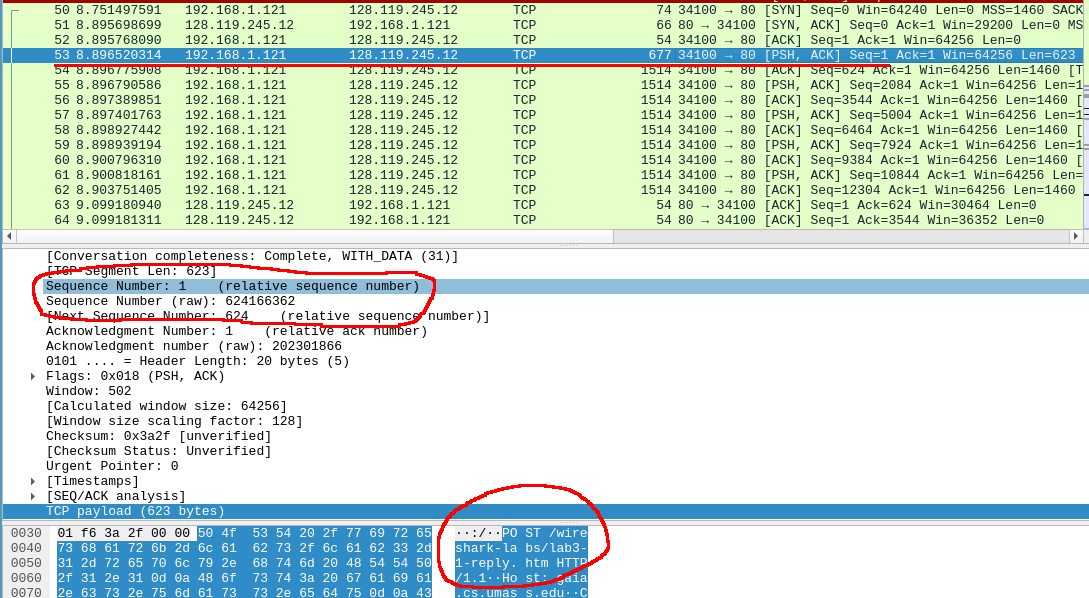 50 8.751497591 192.168.1.121 128.119.245.12 TCP 74 34100 → 80 [SYN] Seq=0 Win=64240 Len=0 MSS=1460 SACK
51 8.895698699 128.119.245.12 192.168.1.121 TCP 66 80 → 34100 [SYN, ACK] Seq=0 Ack=1 Win=29200 Len=0 MS
52 8.895768090 192.168.1.121 128.119.245.12 TCP 54 34100 → 80 [ACK] Seq=1 Ack=1 Win=64256 Len=0
53 8.896520314 192.168.1.121 128.119.245.12 TCP 677 34100 → 80 [PSH, ACK] Seq=1 Ack=1 Win=64256 Len=623
54 8.896775908 192.168.1.121 128.119.245.12 TCP 1514 34100 → 80 [ACK] Seq=624 Ack=1 Win=64256 Len=1460 [T
55 8.896790586 192.168.1.121 128.119.245.12 TCP 1514 34100 → 80 [PSH, ACK] Seq=2084 Ack=1 Win=64256 Len=1
56 8.897389851 192.168.1.121 128.119.245.12 TCP 1514 34100 → 80 [ACK] Seq=3544 Ack=1 Win=64256 Len=1460 [
57 8.897401763 192.168.1.121 128.119.245.12 TCP 1514 34100 → 80 [PSH, ACK] Seq=5004 Ack=1 Win=64256 Len=1
58 8.898927442 192.168.1.121 128.119.245.12 TCP 1514 34100 → 80 [ACK] Seq=6464 Ack=1 Win=64256 Len=1460 [
59 8.898939194 192.168.1.121 128.119.245.12 TCP 1514 34100 → 80 [PSH, ACK] Seq=7924 Ack=1 Win=64256 Len=1
60 8.900796310 192.168.1.121 128.119.245.12 TCP 1514 34100 → 80 [ACK] Seq=9384 Ack=1 Win=64256 Len=1460 [
61 8.900818161 192.168.1.121 128.119.245.12 TCP 1514 34100 → 80 [PSH, ACK] Seq=10844 Ack=1 Win=64256 Len=
62 8.903751405 192.168.1.121 128.119.245.12 TCP 1514 34100 → 80 [ACK] Seq=12304 Ack=1 Win=64256 Len=1460
63 9.099180940 128.119.245.12 192.168.1.121 TCP 54 80 → 34100 [ACK] Seq=1 Ack=624 Win=30464 Len=0
64 9.099181311 128.119.245.12 192.168.1.121 TCP 54 80 → 34100 [ACK] Seq=1 Ack=3544 Win=36352 Len=0
[Conversation completeness: Complete, WITH_DATA (31)]
[TCP Segment Len: 623]
Sequence Number: 1 (relative sequence number)
Sequence Number (raw): 624166362
[Next Sequence Number: 624 (relative sequence number)]
Acknowledgment Number: 1 (relative ack number)
Acknowledgment number (raw): 202301866
0101 .... = Header Length: 20 bytes (5)
Flags: 0x018 (PSH, ACK)
Window: 502
[Calculated window size: 64256]
[Window size scaling factor: 128]
Checksum: 0x3a2f [unverified]
[Checksum Status: Unverified]
Urgent Pointer: 0
[Timestamps]
[SEQ/ACK analysis]
TCP payload (623 bytes)
0030 01 f6 3a 2f 00 00 50 4f 53 54 20 2f 77 69 72 65 ··:/··PO ST /wire
0040 73 68 61 72 6b 2d 6c 61 62 73 2f 6c 61 62 33 2d shark-la bs/lab3-
0050 31 2d 72 65 70 6c 79 2e 68 74 6d 20 48 54 54 50 1-reply. htm HTTP
0060 2f 31 2e 31 0d 0a 48 6f 73 74 3a 20 67 61 69 61 /1.1··Ho st: gaia
0070 2e 63 73 2e 75 6d 61 73 73 2e 65 64 75 0d 0a 43 .cs.umas s.edu··C